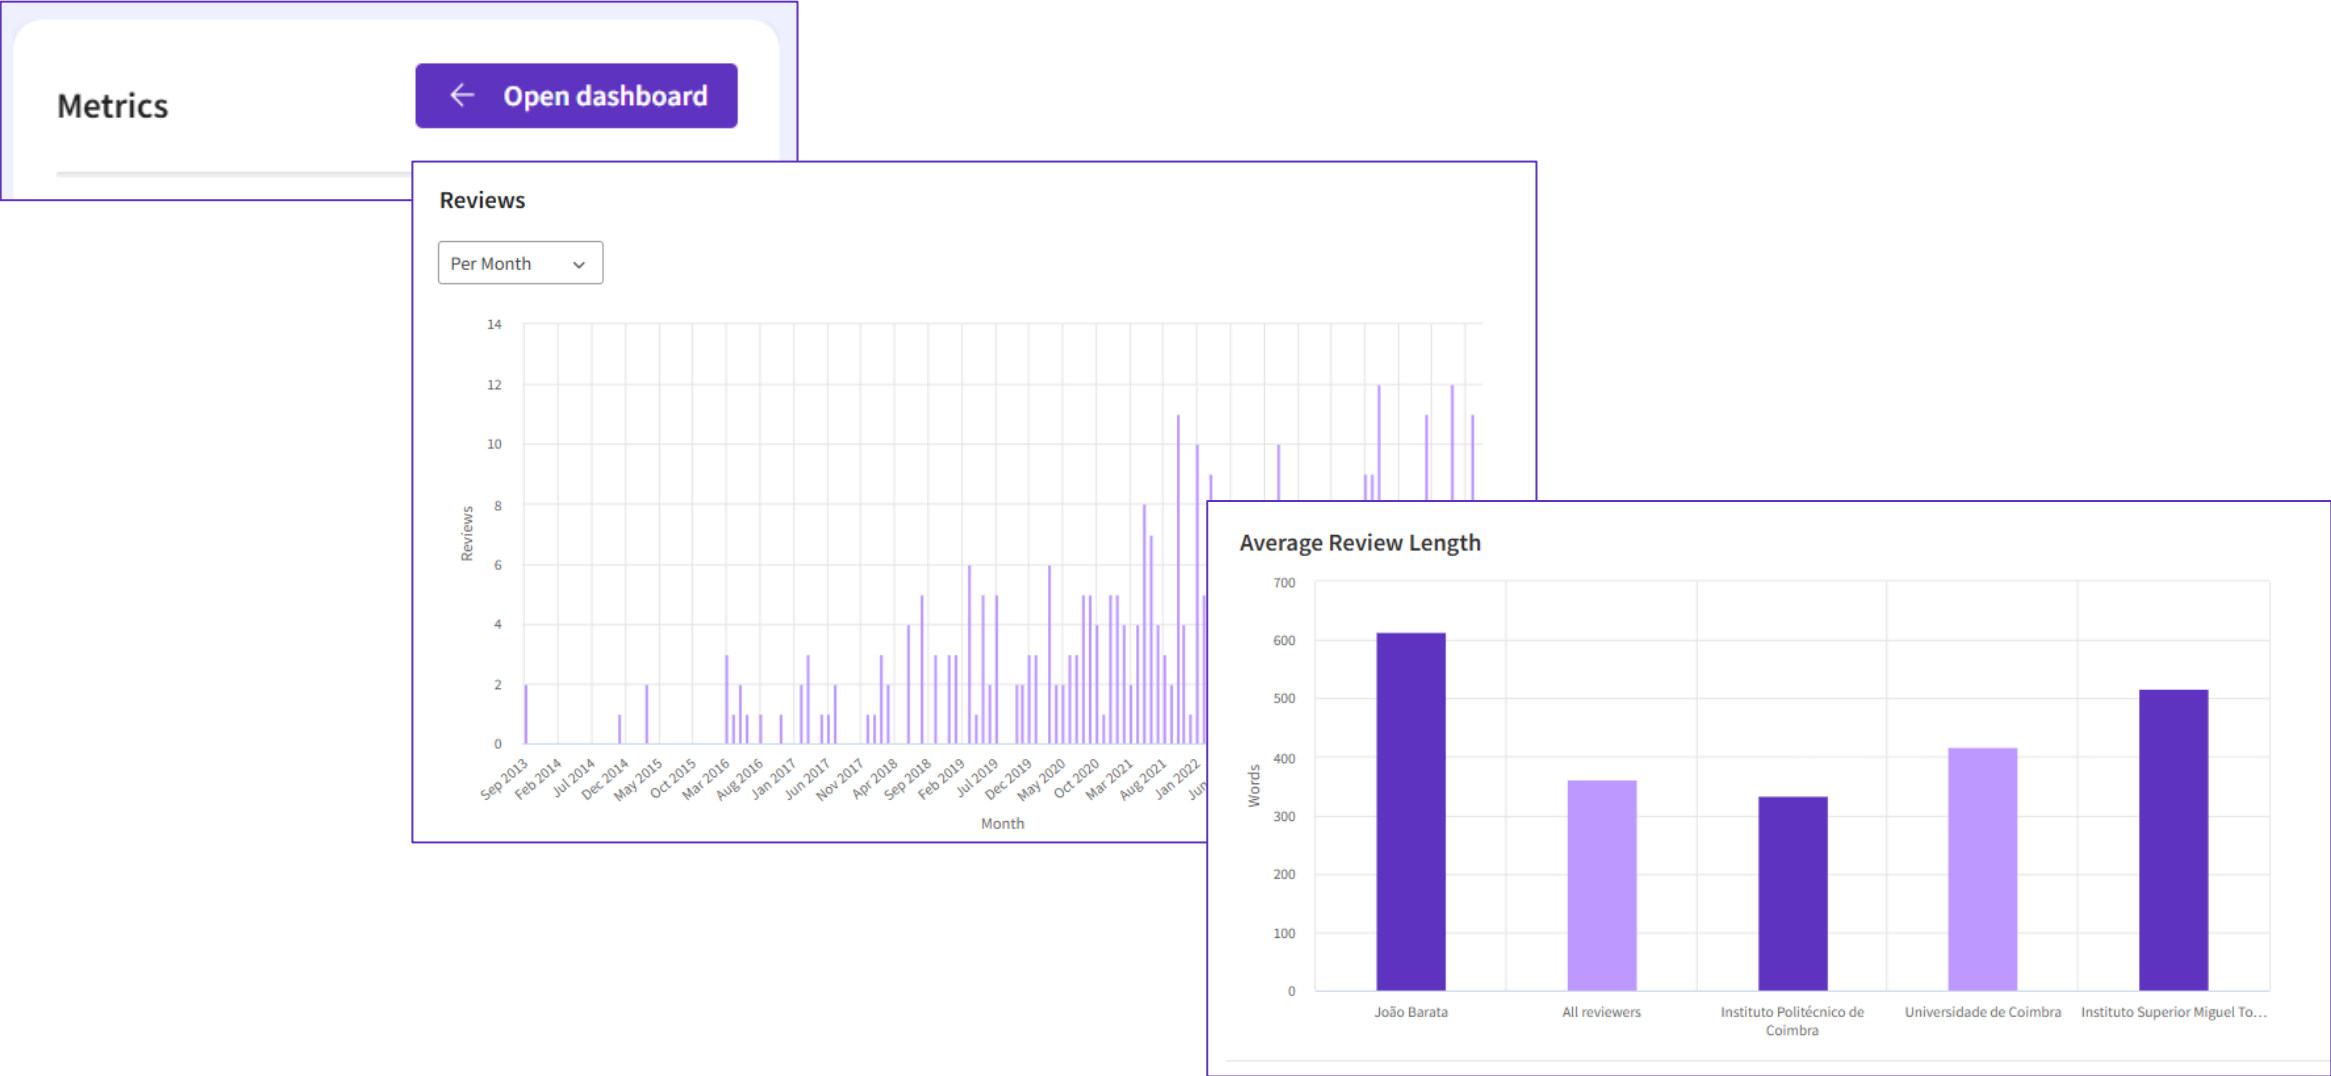 Metrics
Open dashboard
Reviews
Per Month
14
12
10
8
6
4
2
0
Reviews
Sep 2013
Feb 2014
Jul 2014
Dec 2014
May 2015
Oct 2015
Mar 2016
Aug 2016
Jan 2017
Jun 2017
Nov 2017
Apr 2018
Sep 2018
Feb 2019
Jul 2019
Dec 2019
May 2020
Oct 2020
Mar 2021
Aug 2021
Jan 2022
Jun
Month
Average Review Length
700
600
500
400
300
200
100
0
Words
João Barata
All reviewers
Instituto Politécnico de
Coimbra
Universidade de Coimbra
Instituto Superior Miguel To...